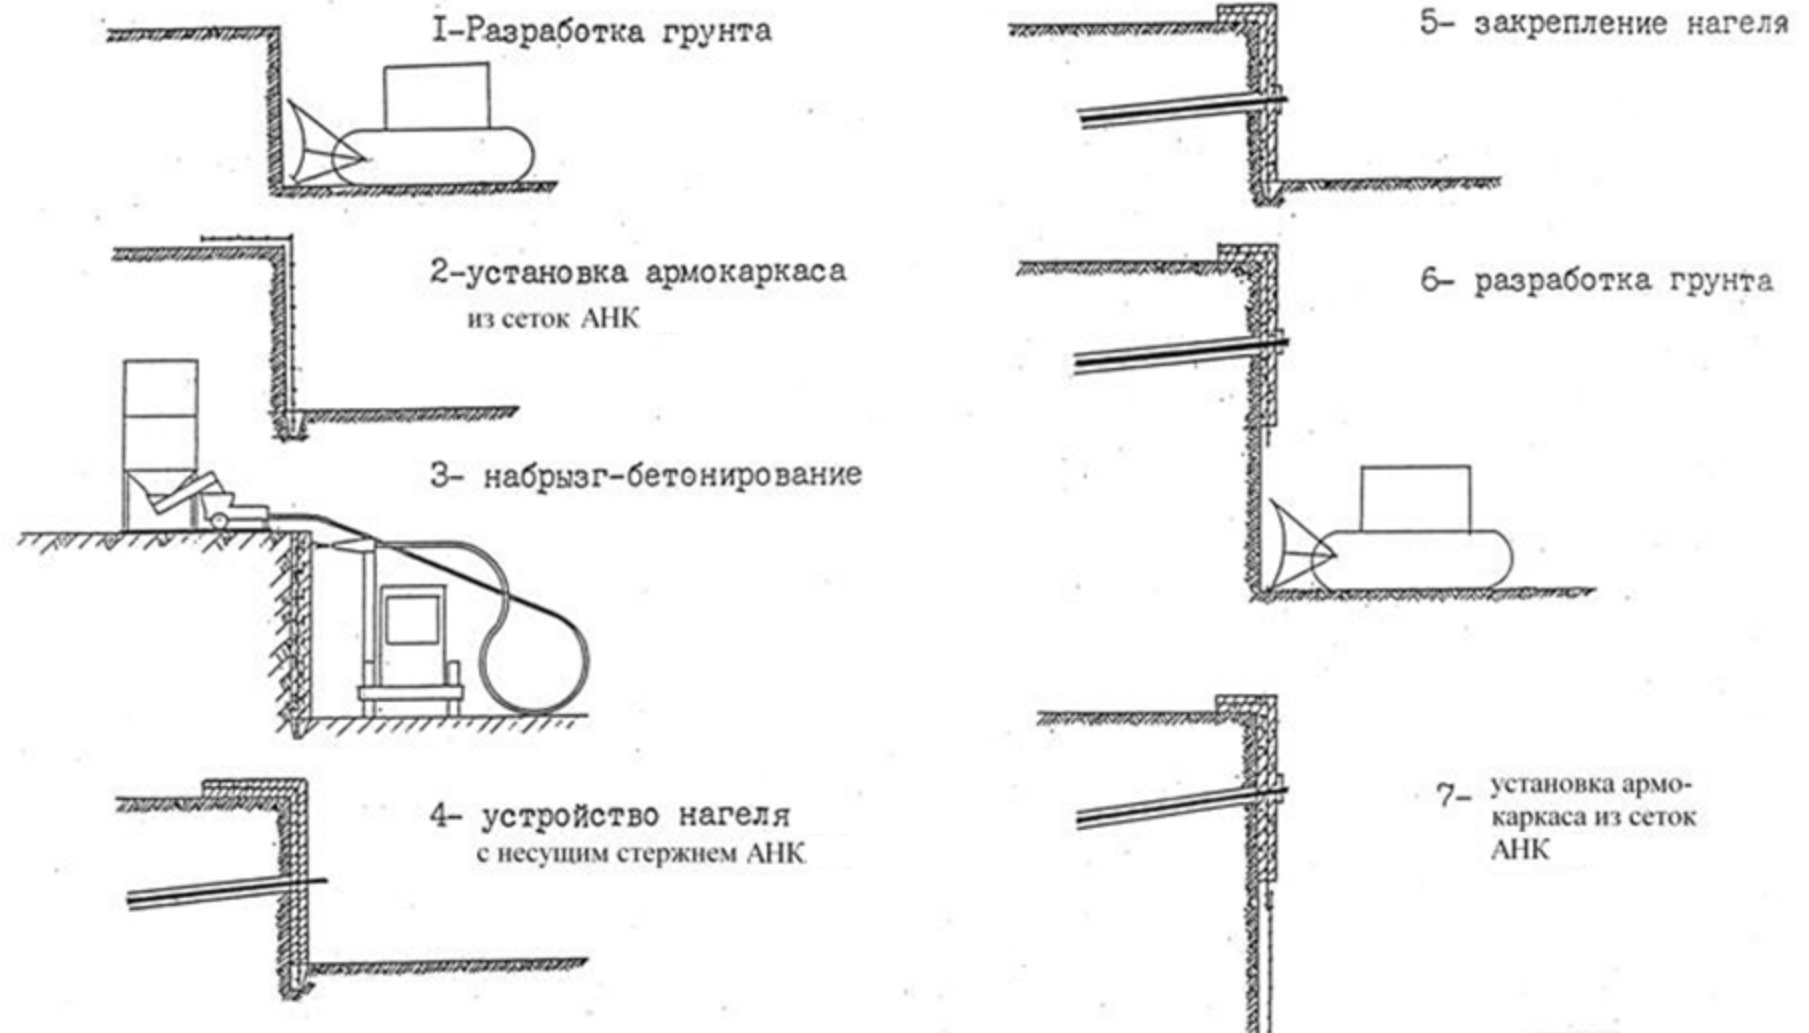 I-Разработка грунта
2-установка армокаркаса
из сеток АНК
3- набрызг-бетонирование
4- устройство нагеля
с несущим стержнем АНК
5- закрепление нагеля
6- разработка грунта
7- установка армо-
каркаса из сеток
АНК